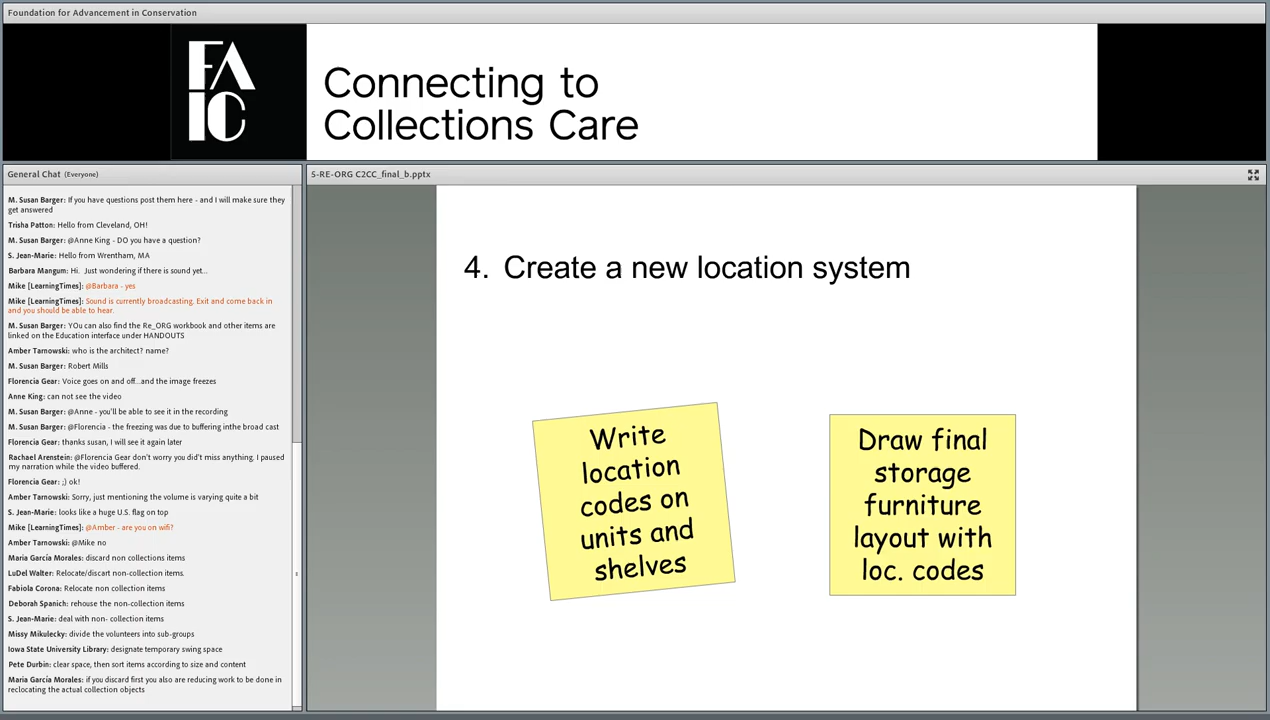 Foundation for Advancement in Conservation
FA
IC
Connecting to
Collections Care
General Chat (Everyone)
M. Susan Barger: If you have questions post them here - and I will make sure they
get answered
Trisha Patton: Hello from Cleveland, OH!
M. Susan Barger: @Anne King - DO you have a question?
S. Jean-Marie: Hello from Wrentham, MA
Barbara Mangum: Hi. Just wondering if there is sound yet...
Mike [LearningTimes]: @Barbara - yes
Mike [LearningTimes]: Sound is currently broadcasting. Exit and come back in
and you should be able to hear.
M. Susan Barger: YOu can also find the Re_ORG workbook and other items are
linked on the Education interface under HANDOUTS
Amber Tarnowski: who is the architect? name?
M. Susan Barger: Robert Mills
Florencia Gear: Voice goes on and off...and the image freezes
Anne King: can not see the video
M. Susan Barger: @Anne - you'll be able to see it in the recording
M. Susan Barger: @Florencia - the freezing was due to buffering inthe broad cast
Florencia Gear: thanks susan, I will see it again later
Rachael Arenstein: @Florencia Gear don't worry you did't miss anything. I paused
my narration while the video buffered.
Florencia Gear: ;) ok!
Amber Tarnowski: Sorry, just mentioning the volume is varying quite a bit
S. Jean-Marie: looks like a huge U.S. flag on top
Mike [LearningTimes]: @Amber - are you on wifi?
Amber Tarnowski: @Mike no
Maria García Morales: discard non collections items
LuDel Walter: Relocate/discart non-collection items.
Fabiola Corona: Relocate non collection items
Deborah Spanich: rehouse the non-collection items
S. Jean-Marie: deal with non- collection items
Missy Mikulecky: divide the volunteers into sub-groups
Iowa State University Library: designate temporary swing space
Pete Durbin: clear space, then sort items according to size and content
Maria García Morales: if you discard first you also are reducing work to be done in
reclocating the actual collection objects
5-RE-ORG C2CC_final_b.pptx
4. Create a new location system
Write
location
codes on
units and
shelves
Draw final
storage
furniture
layout with
loc. codes